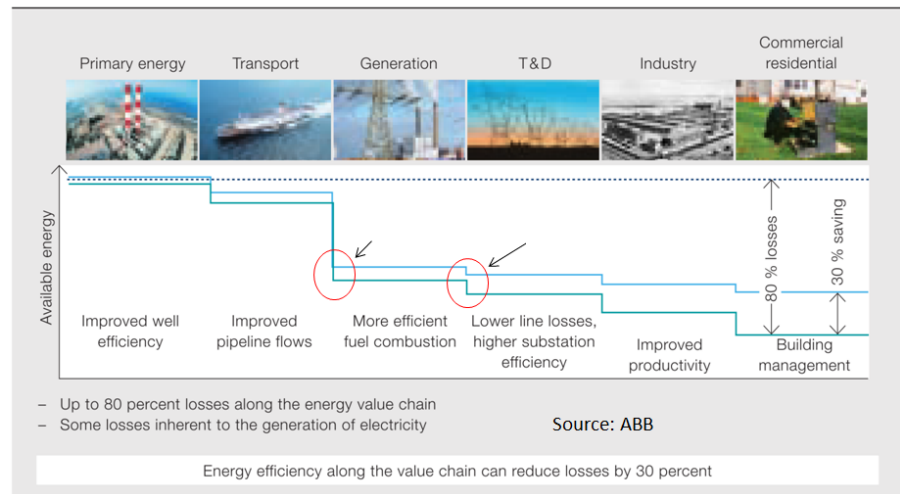 Primary energy
Transport
Generation
T&D
Industry
Commercial
residential
Available energy
80 % losses
30 % saving
Improved well
efficiency
Improved
pipeline flows
More efficient
fuel combustion
Lower line losses,
higher substation
efficiency
Improved
productivity
Building
management
– Up to 80 percent losses along the energy value chain
– Some losses inherent to the generation of electricity
Source: ABB
Energy efficiency along the value chain can reduce losses by 30 percent